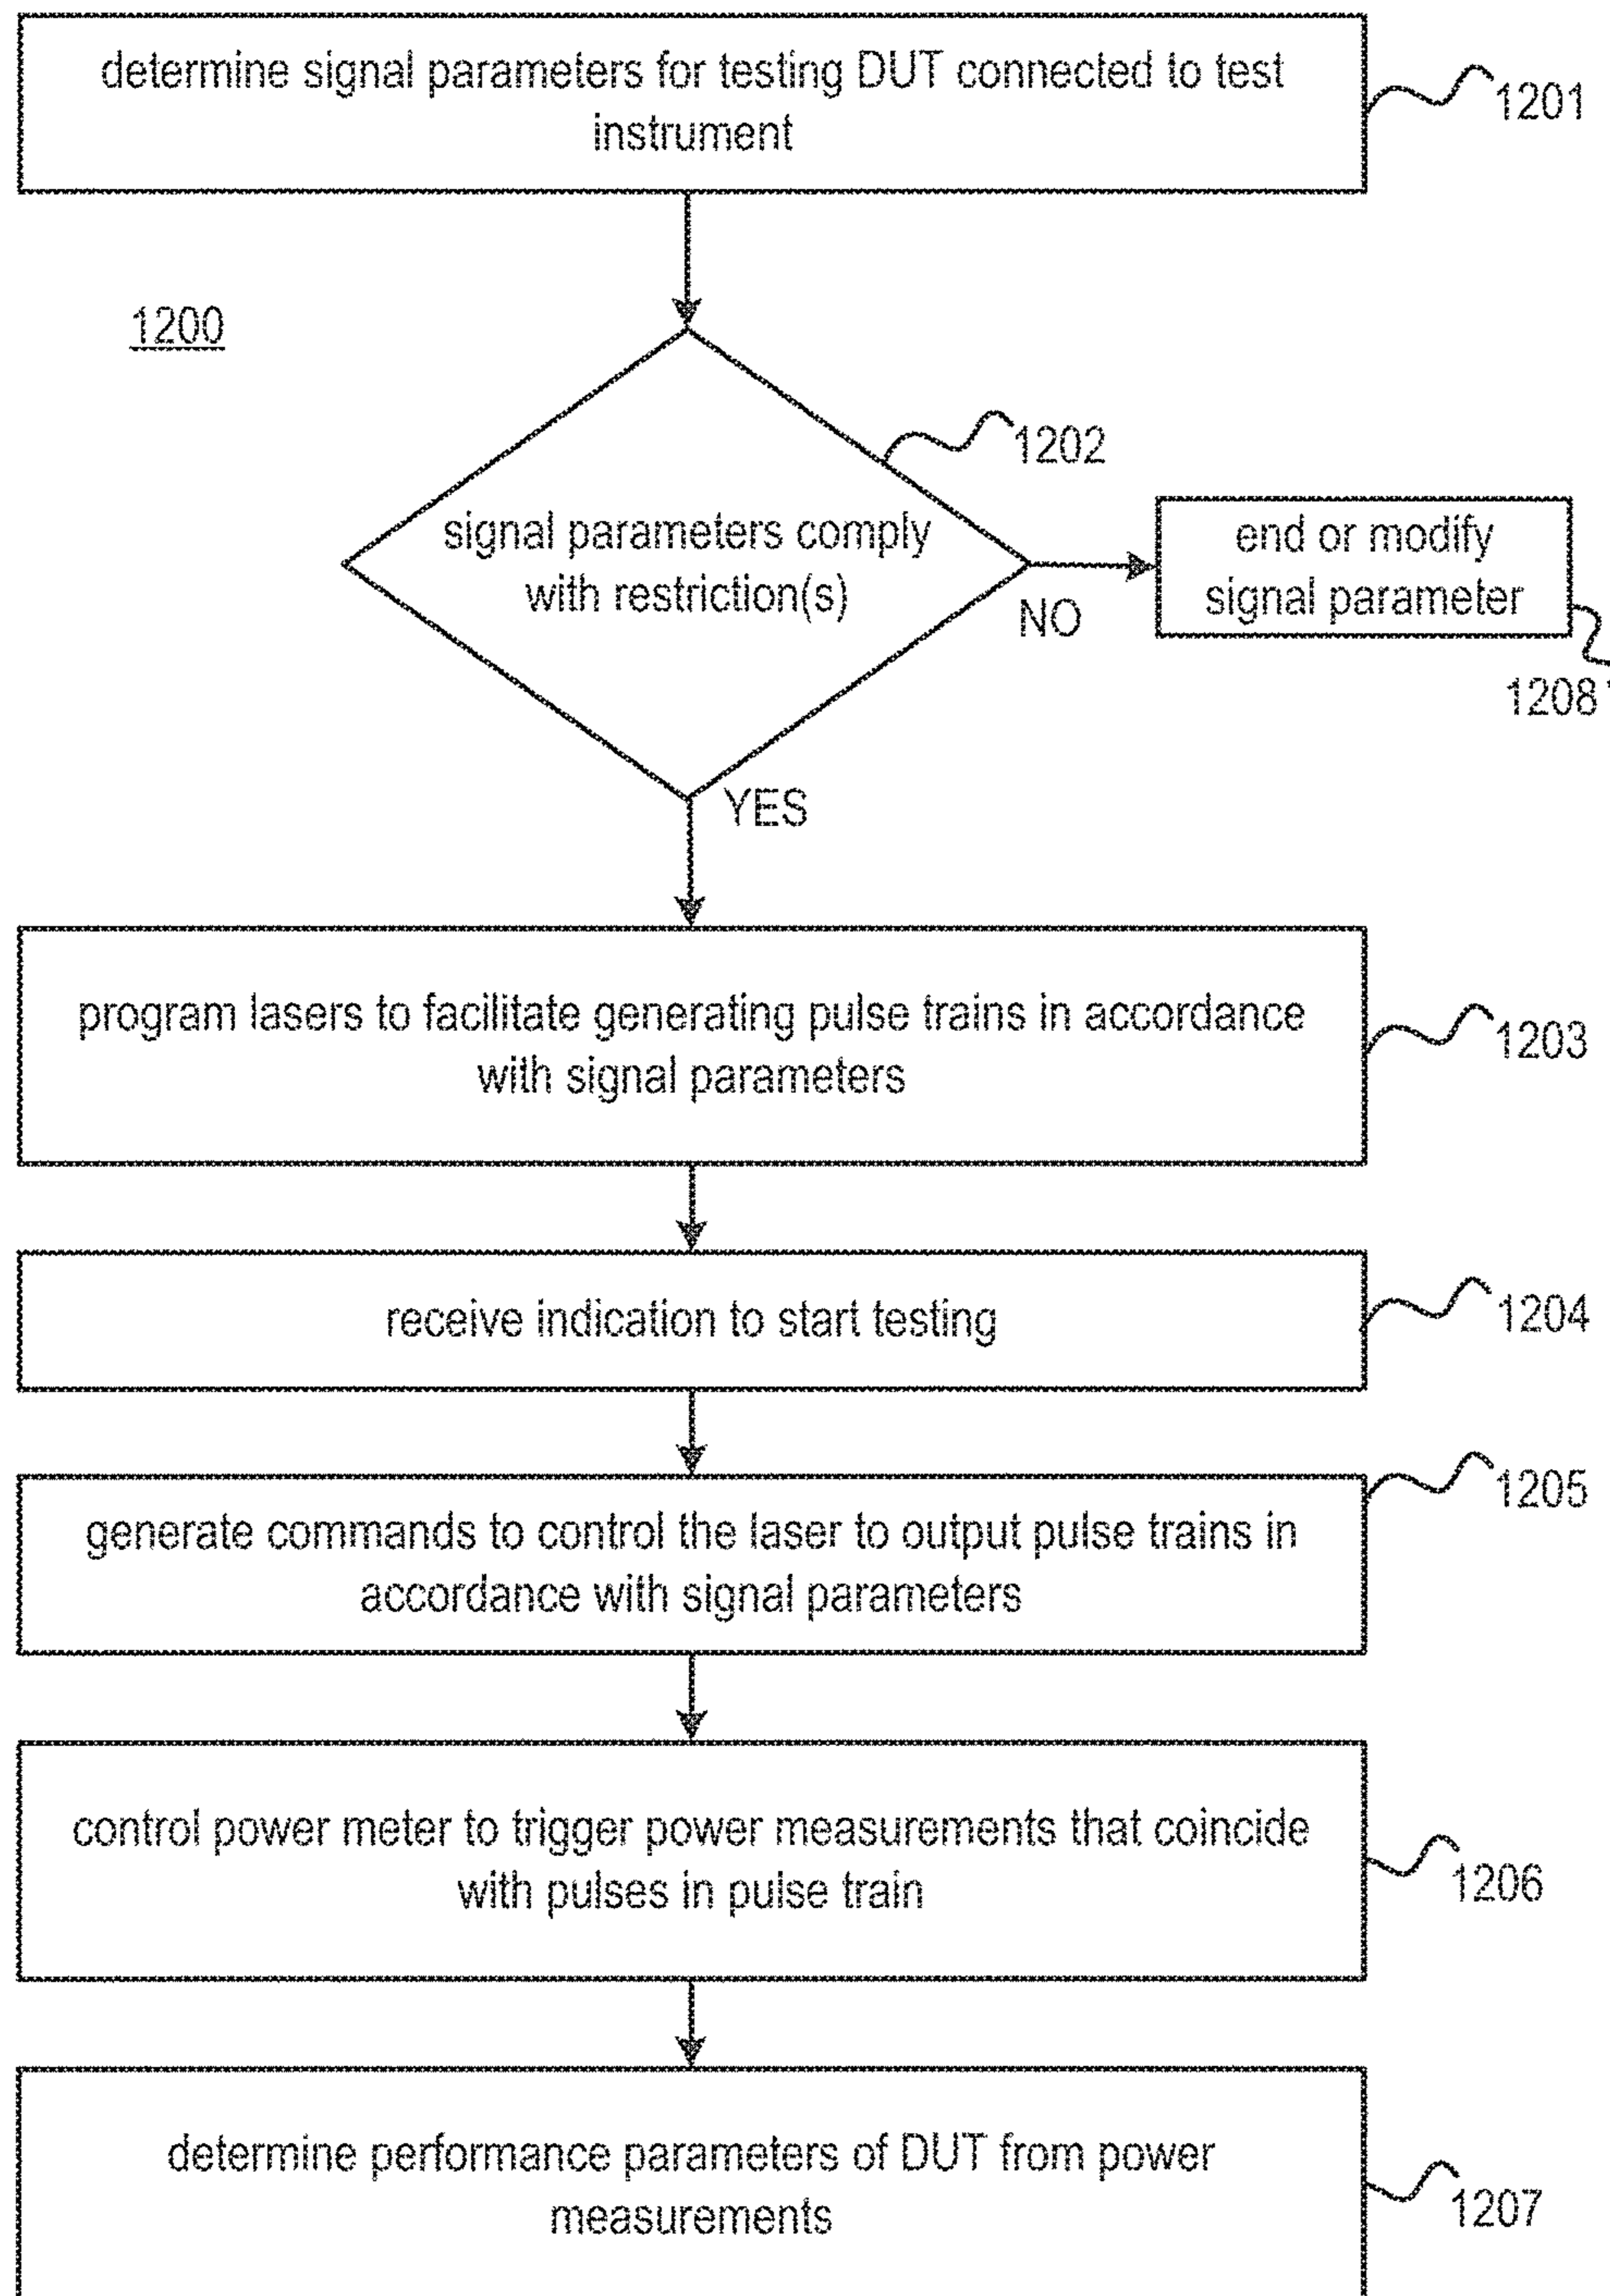 determine signal parameters for testing DUT connected to test
instrument
1201
1200
1202
signal parameters comply
with restriction(s)
NO
end or modify
signal parameter
1208
YES
program lasers to facilitate generating pulse trains in accordance
with signal parameters
1203
receive indication to start testing
1204
1205
generate commands to control the laser to output pulse trains in
accordance with signal parameters
control power meter to trigger power measurements that coincide
with pulses in pulse train
1206
determine performance parameters of DUT from power
measurements
1207